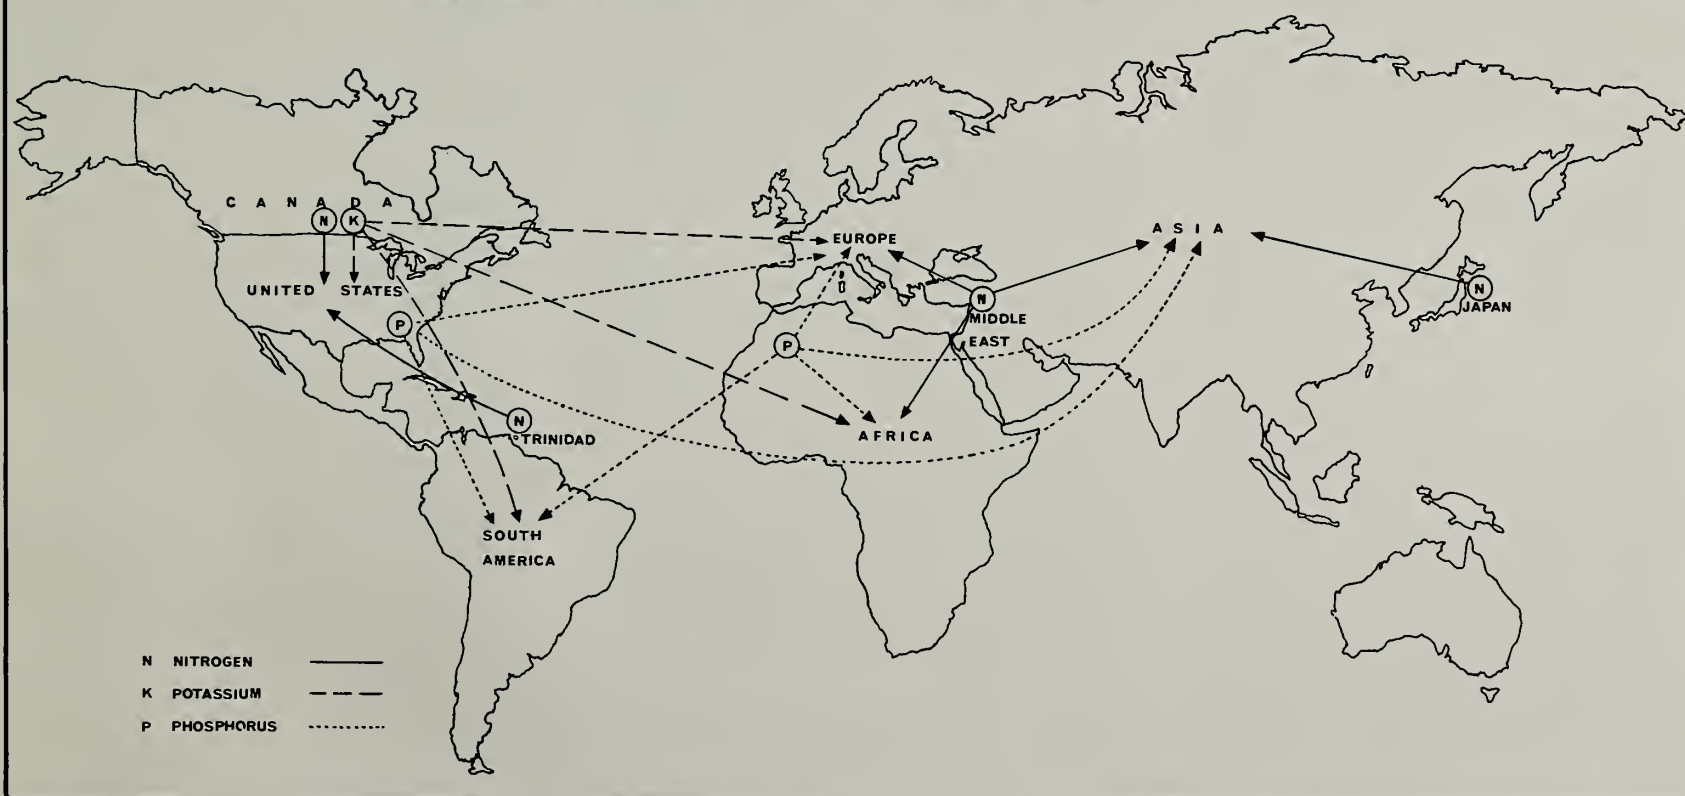 CANADA
N K
UNITED STATES
P
N
TRINIDAD
SOUTH
AMERICA
EUROPE
N
MIDDLE
EAST
P
AFRICA
ASIA
N
JAPAN
N NITROGEN
K POTASSIUM
P PHOSPHORUS